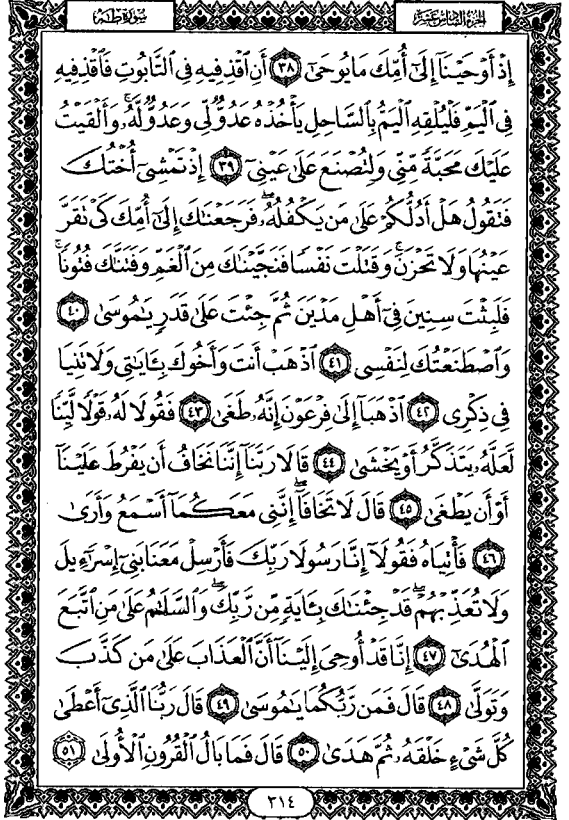 سُورَةُ طه الجزء السادس عشر
إِذْ أَوْحَيْنَآ إِلَىٰٓ أُمِّكَ مَا يُوحَىٰٓ ٣٨ أَنِ ٱقْذِفِيهِ فِى ٱلتَّابُوتِ فَٱقْذِفِيهِ
فِى ٱلْيَمِّ فَلْيُلْقِهِ ٱلْيَمُّ بِٱلسَّاحِلِ يَأْخُذْهُ عَدُوٌّ لِّى وَعَدُوٌّ لَّهُۥ ۚ وَأَلْقَيْتُ
عَلَيْكَ مَحَبَّةً مِّنِّى وَلِتُصْنَعَ عَلَىٰ عَيْنِىٓ ٣٩ إِذْ تَمْشِىٓ أُخْتُكَ
فَتَقُولُ هَلْ أَدُلُّكُمْ عَلَىٰ مَن يَكْفُلُهُۥ ۖ فَرَجَعْنَٰكَ إِلَىٰٓ أُمِّكَ كَىْ تَقَرَّ
عَيْنُهَا وَلَا تَحْزَنَ ۚ وَقَتَلْتَ نَفْسًا فَنَجَّيْنَٰكَ مِنَ ٱلْغَمِّ وَفَتَنَّٰكَ فُتُونًا ۚ
فَلَبِثْتَ سِنِينَ فِىٓ أَهْلِ مَدْيَنَ ثُمَّ جِئْتَ عَلَىٰ قَدَرٍ يَٰمُوسَىٰ ٤٠
وَٱصْطَنَعْتُكَ لِنَفْسِى ٤١ ٱذْهَبْ أَنتَ وَأَخُوكَ بِـَٔايَٰتِى وَلَا تَنِيَا
فِى ذِكْرِى ٤٢ ٱذْهَبَآ إِلَىٰ فِرْعَوْنَ إِنَّهُۥ طَغَىٰ ٤٣ فَقُولَا لَهُۥ قَوْلًا لَّيِّنًا
لَّعَلَّهُۥ يَتَذَكَّرُ أَوْ يَخْشَىٰ ٤٤ قَالَا رَبَّنَآ إِنَّنَا نَخَافُ أَن يَفْرُطَ عَلَيْنَآ
أَوْ أَن يَطْغَىٰ ٤٥ قَالَ لَا تَخَافَآ ۖ إِنَّنِى مَعَكُمَآ أَسْمَعُ وَأَرَىٰ
٤٦ فَأْتِيَاهُ فَقُولَآ إِنَّا رَسُولَا رَبِّكَ فَأَرْسِلْ مَعَنَا بَنِىٓ إِسْرَٰٓءِيلَ
وَلَا تُعَذِّبْهُمْ ۖ قَدْ جِئْنَٰكَ بِـَٔايَةٍ مِّن رَّبِّكَ ۖ وَٱلسَّلَٰمُ عَلَىٰ مَنِ ٱتَّبَعَ
ٱلْهُدَىٰٓ ٤٧ إِنَّا قَدْ أُوحِىَ إِلَيْنَآ أَنَّ ٱلْعَذَابَ عَلَىٰ مَن كَذَّبَ
وَتَوَلَّىٰ ٤٨ قَالَ فَمَن رَّبُّكُمَا يَٰمُوسَىٰ ٤٩ قَالَ رَبُّنَا ٱلَّذِىٓ أَعْطَىٰ
كُلَّ شَىْءٍ خَلْقَهُۥ ثُمَّ هَدَىٰ ٥٠ قَالَ فَمَا بَالُ ٱلْقُرُونِ ٱلْأُولَىٰ ٥١
٣١٤